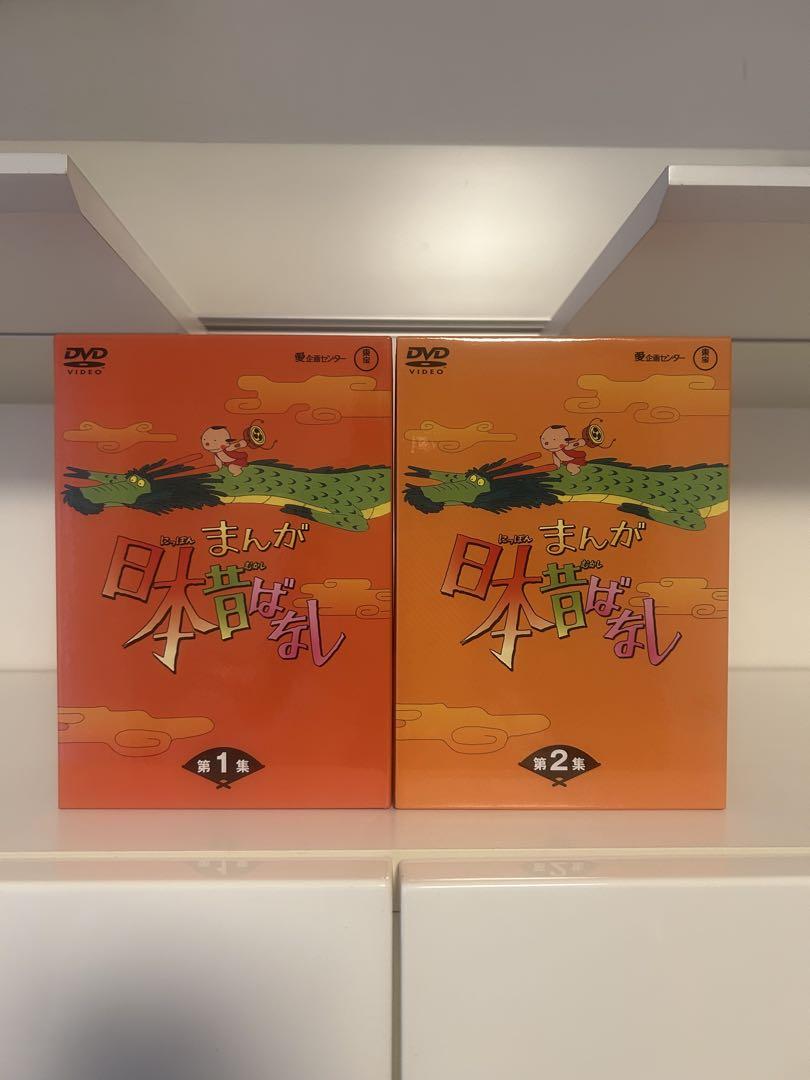 DVD
VIDEO
愛企画センター
東宝
まんが
にっぽん
むかし
日本昔ばなし
第1集
DVD
VIDEO
愛企画センター
東宝
まんが
にっぽん
むかし
日本昔ばなし
第2集